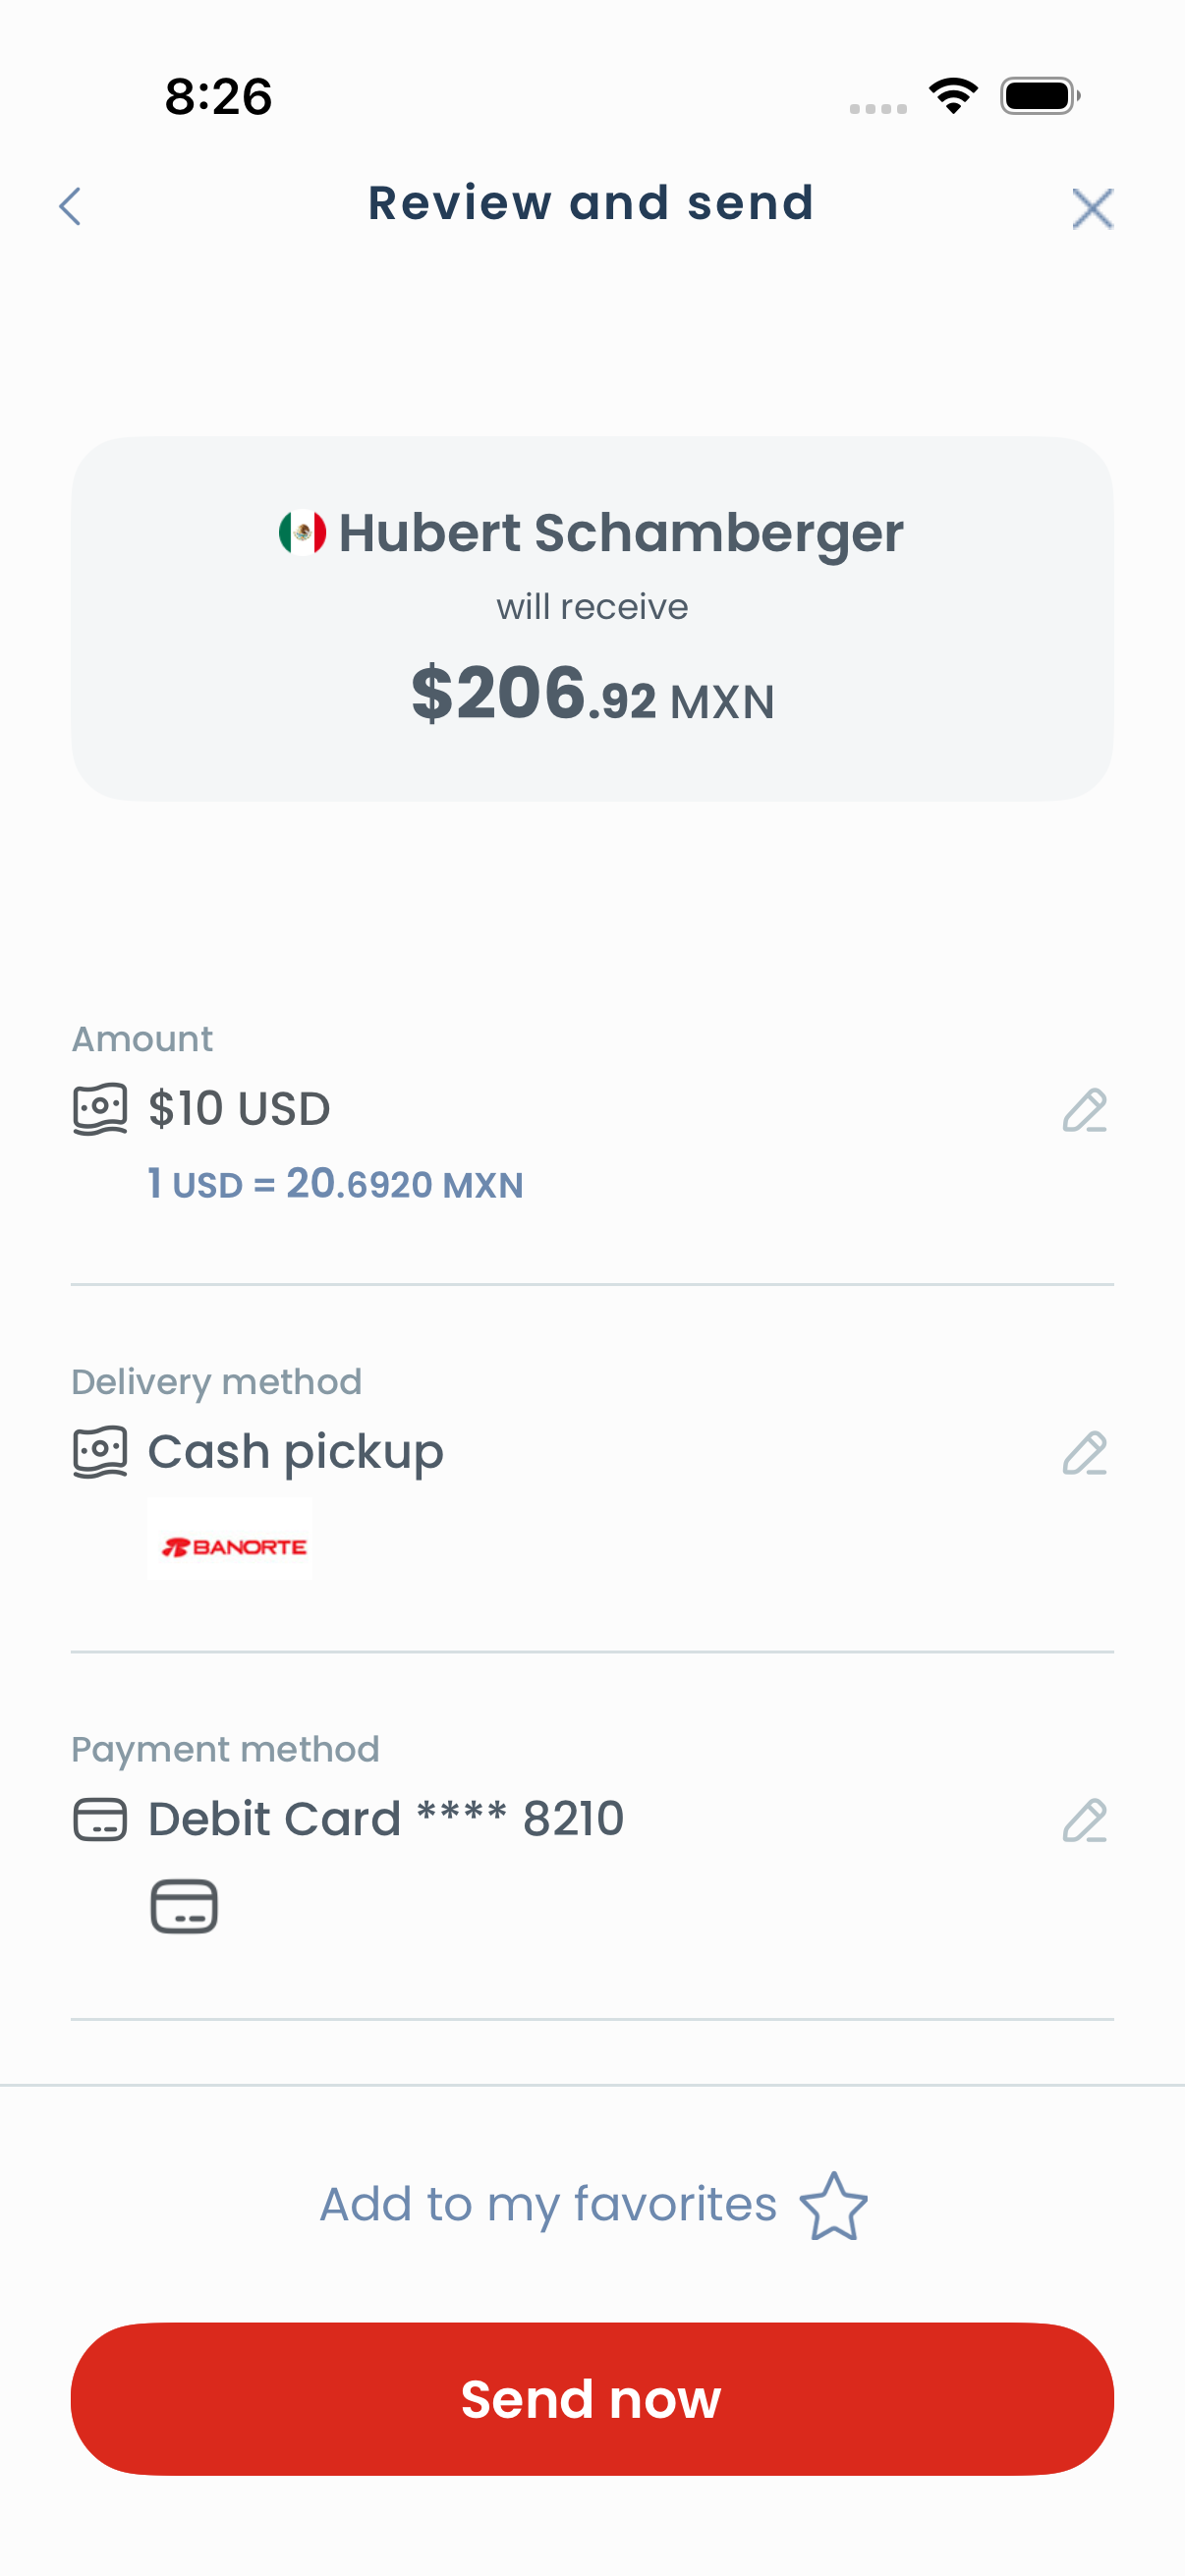 8:26
Review and send
Hubert Schamberger
will receive
$206.92 MXN
Amount
$10 USD
1 USD = 20.6920 MXN
Delivery method
Cash pickup
BANORTE
Payment method
Debit Card **** 8210
Add to my favorites
Send now